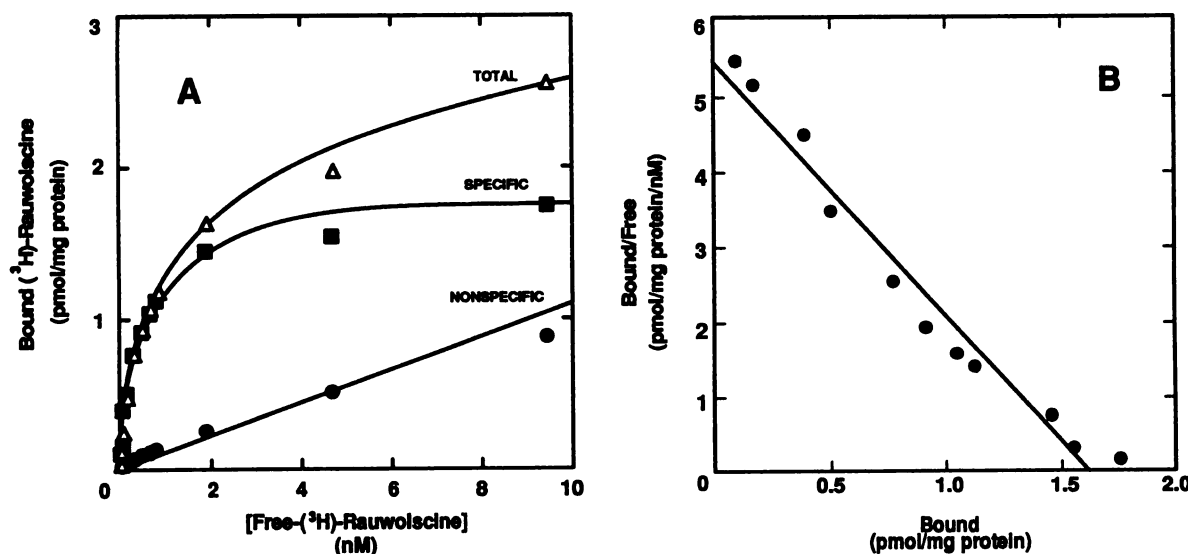 3
2
1
0
A
TOTAL
SPECIFIC
NONSPECIFIC
Bound (³H)-Rauwolscine
(pmol/mg protein)
0 2 4 6 8 10
[Free-(³H)-Rauwolscine]
(nM)
6
5
4
3
2
1
0
B
Bound/Free
(pmol/mg protein/nM)
0.5 1.0 1.5 2.0
Bound
(pmol/mg protein)